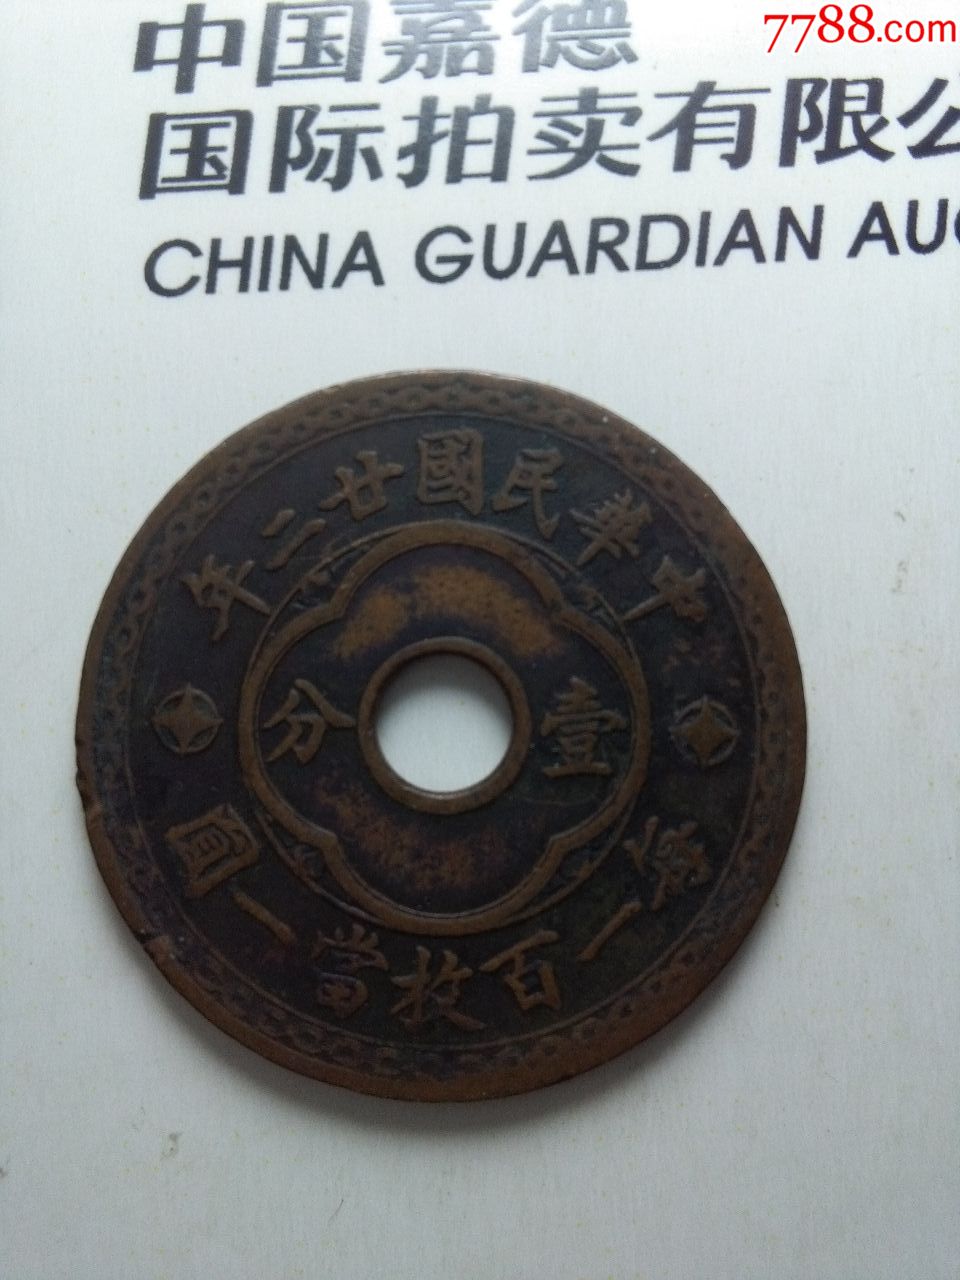 7788.com
中国嘉德
国际拍卖有限公
CHINA GUARDIAN AUC
中華民國廿二年
壹分
每一百枚當一圓